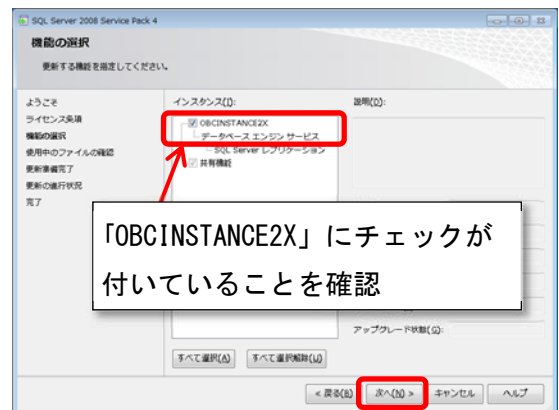 SQL Server 2008 Service Pack 4
機能の選択
更新する機能を指定してください。
ようこそ
ライセンス条項
機能の選択
使用中のファイルの確認
更新準備完了
更新の進行状況
完了
インスタンス(I):
OBCINSTANCE2X
データベース エンジン サービス
SQL Server レプリケーション
共有機能
説明(D):
「OBCINSTANCE2X」にチェックが
付いていることを確認
アップグレード状態(G):
すべて選択(A) すべて選択解除(U)
< 戻る(B) 次へ(N) > キャンセル ヘルプ